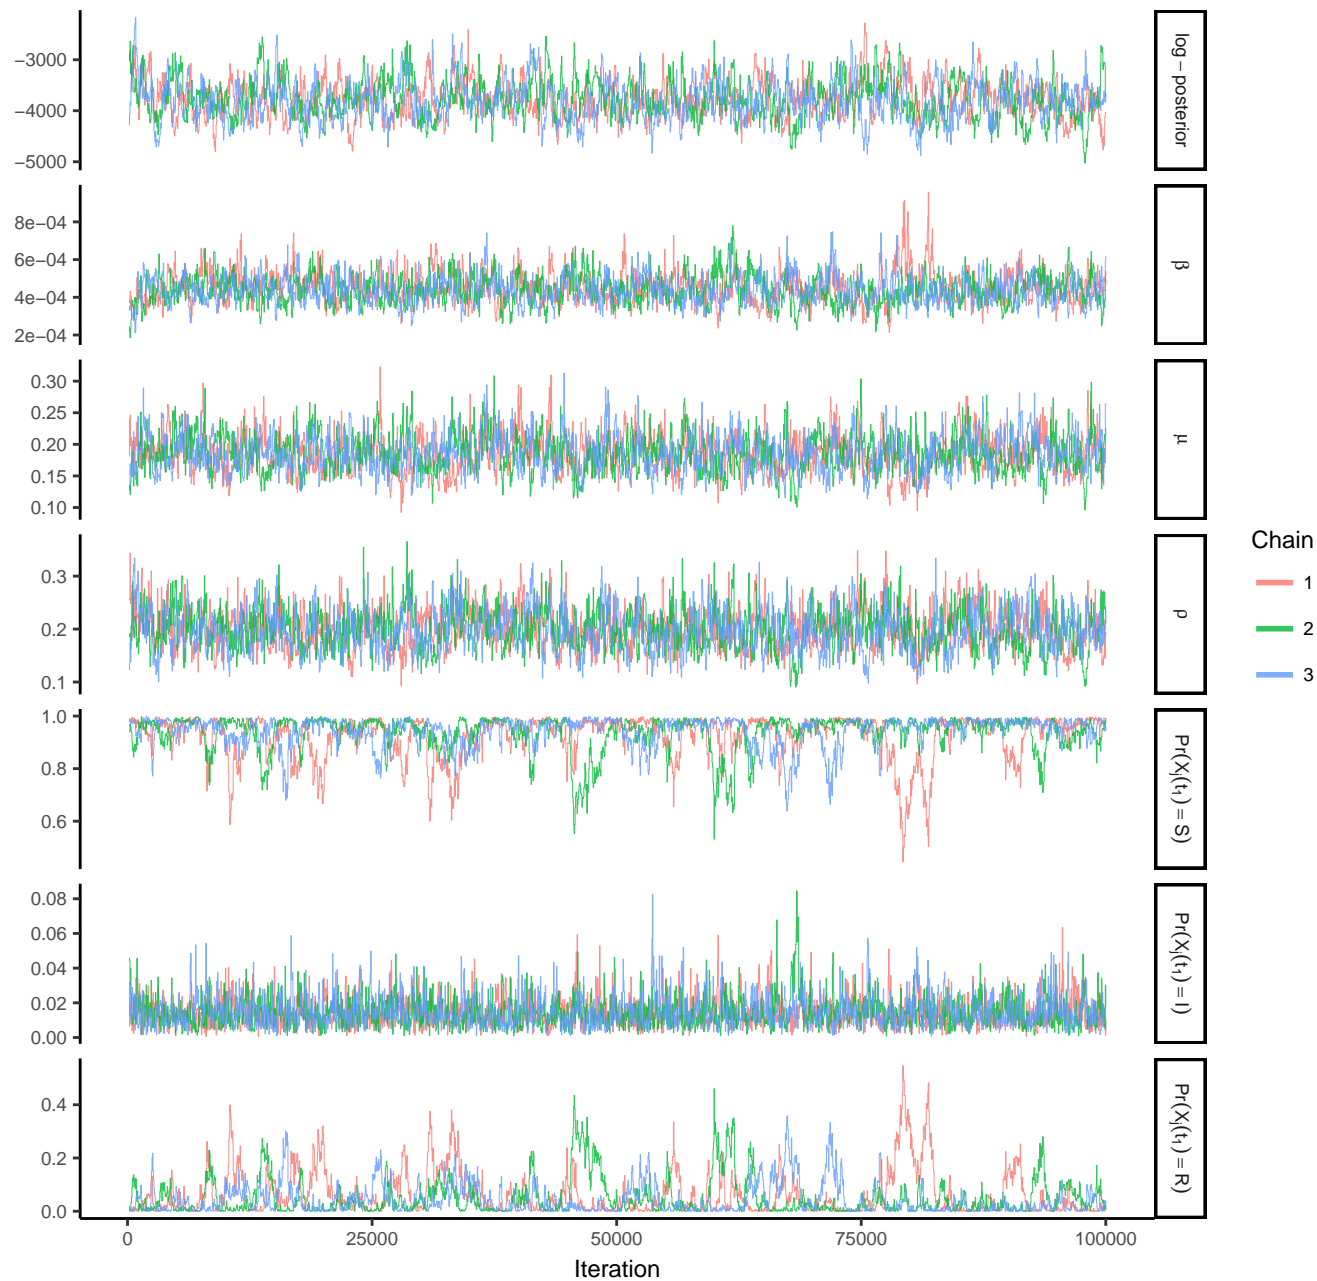 −3000
−4000
−5000
log − posterior
8e−04
6e−04
4e−04
2e−04
β
0.30
0.25
0.20
0.15
0.10
μ
0.3
0.2
0.1
ρ
1.0
0.8
0.6
Pr(Xj(t1) = S)
0.08
0.06
0.04
0.02
0.00
Pr(Xj(t1) = I)
0.4
0.2
0.0
Pr(Xj(t1) = R)
0
25000
50000
75000
100000
Iteration
Chain
1
2
3